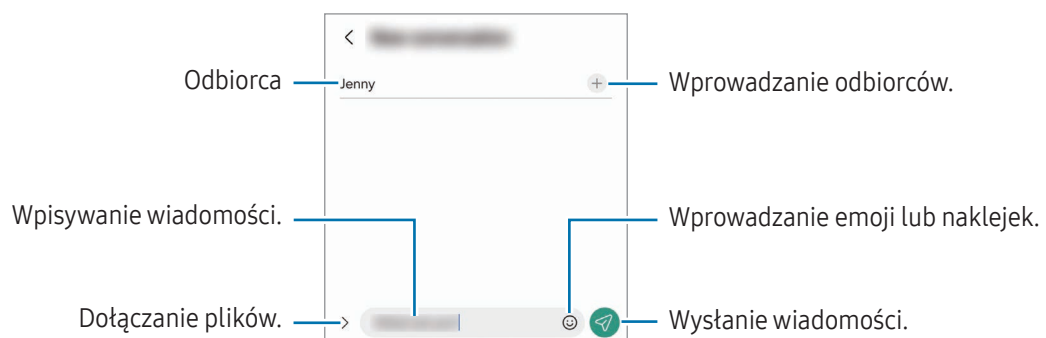 Odbiorca
Jenny
Wprowadzanie odbiorców.
Wpisywanie wiadomości.
Wprowadzanie emoji lub naklejek.
Dołączanie plików.
Wysłanie wiadomości.